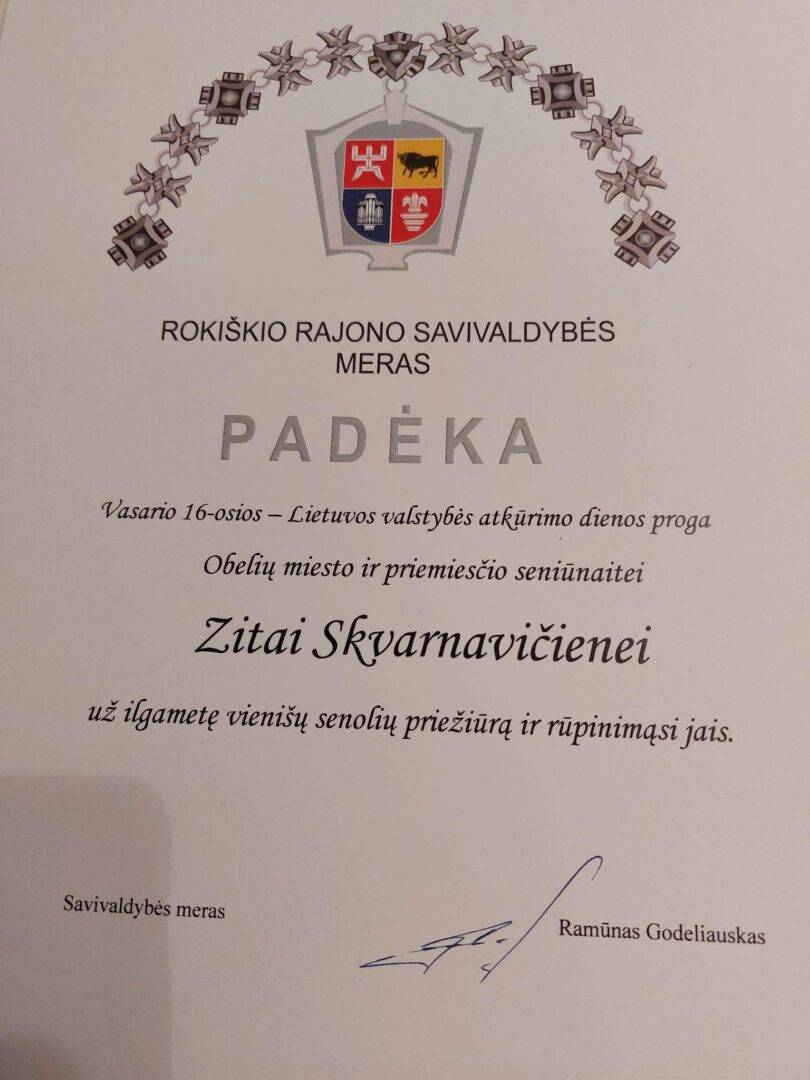 ROKIŠKIO RAJONO SAVIVALDYBĖS
MERAS
PADĖKA
Vasario 16-osios – Lietuvos valstybės atkūrimo dienos proga
Obelių miesto ir priemiesčio seniūnaitei
Zitai Skvarnavičienei
už ilgametę vienišų senolių priežiūrą ir rūpinimąsi jais.
Savivaldybės meras
Ramūnas Godeliauskas